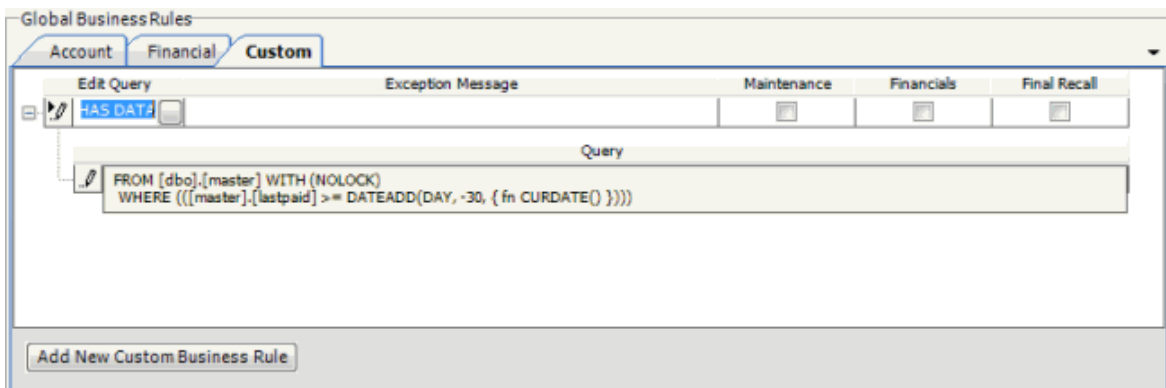 Global Business Rules
Account Financial Custom
Edit Query Exception Message Maintenance Financials Final Recall
HAS DATA
Query
FROM [dbo].[master] WITH (NOLOCK)
WHERE (([master].[lastpaid] >= DATEADD(DAY, -30, { fn CURDATE() })))
Add New Custom Business Rule